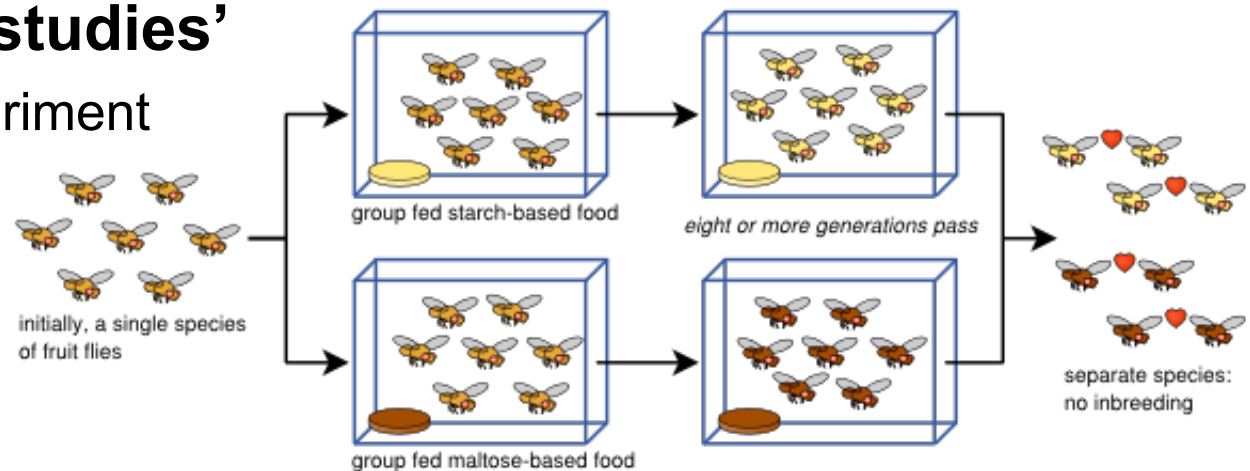 studies’
riment
initially, a single species
of fruit flies
group fed starch-based food
group fed maltose-based food
eight or more generations pass
separate species:
no inbreeding